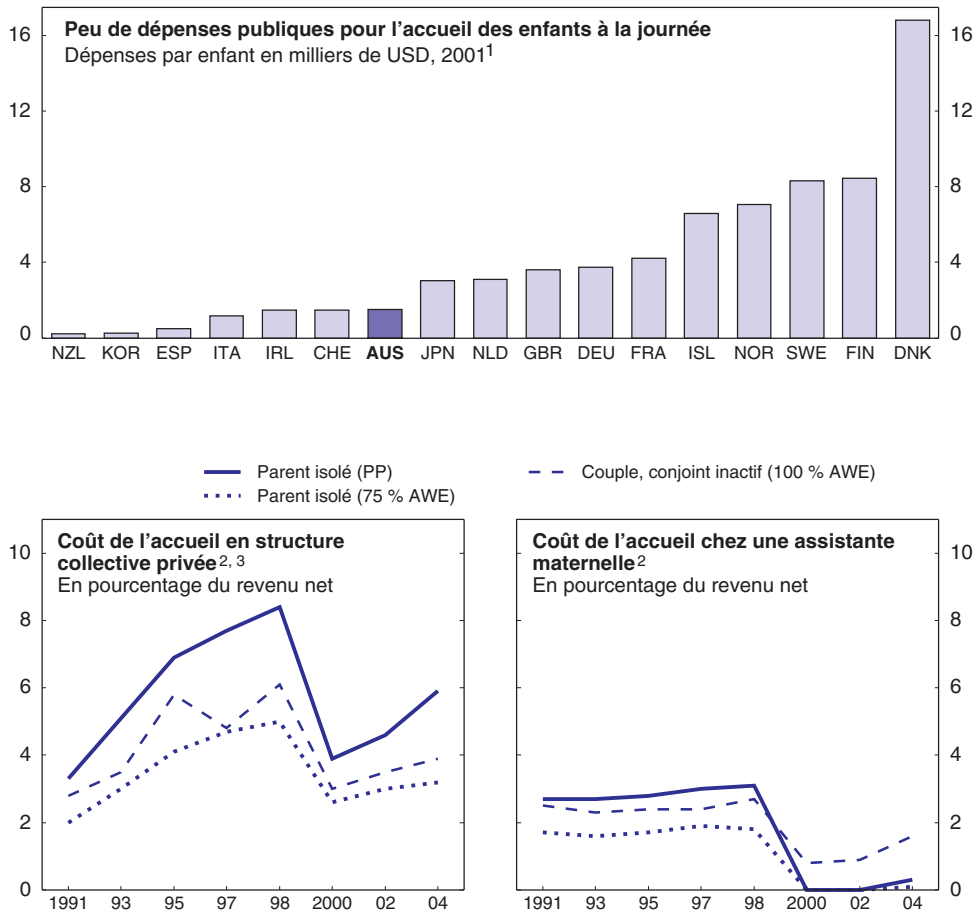 Peu de dépenses publiques pour l'accueil des enfants à la journée
Dépenses par enfant en milliers de USD, 2001¹
16 16
12 12
8 8
4 4
0 0
NZL KOR ESP ITA IRL CHE AUS JPN NLD GBR DEU FRA ISL NOR SWE FIN DNK
Parent isolé (PP)
Parent isolé (75 % AWE)
Couple, conjoint inactif (100 % AWE)
Coût de l'accueil en structure
collective privée2, 3
En pourcentage du revenu net
10
8
6
4
2
0
1991 93 95 97 98 2000 02 04
Coût de l'accueil chez une assistante
maternelle2
En pourcentage du revenu net
10
8
6
4
2
0
1991 93 95 97 98 2000 02 04